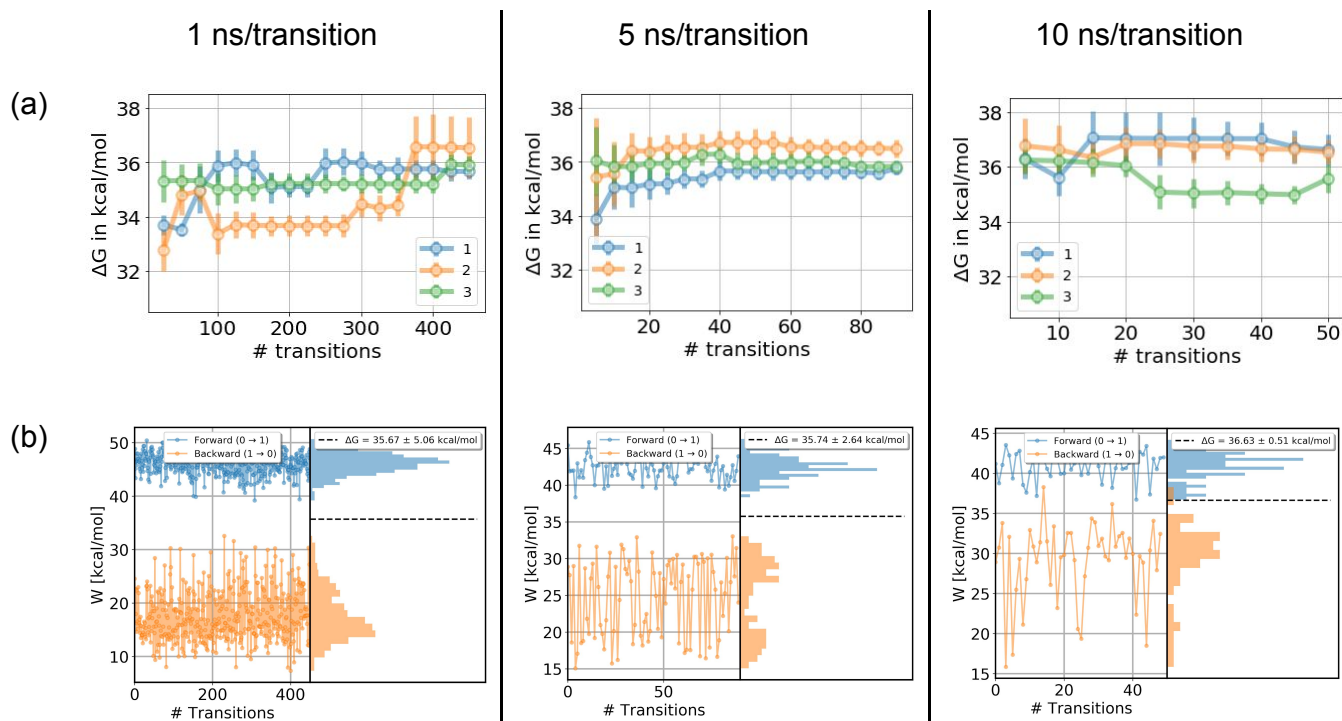 1 ns/transition
5 ns/transition
10 ns/transition
(a)
38
36
34
32
ΔG in kcal/mol
100
200
300
400
# transitions
1
2
3
38
36
34
32
ΔG in kcal/mol
20
40
60
80
# transitions
1
2
3
38
36
34
32
ΔG in kcal/mol
10
20
30
40
50
# transitions
1
2
3
(b)
50
40
30
20
10
W [kcal/mol]
0
200
400
# Transitions
Forward (0 → 1)
Backward (1 → 0)
ΔG = 35.67 ± 5.06 kcal/mol
45
40
35
30
25
20
15
W [kcal/mol]
0
50
# Transitions
Forward (0 → 1)
Backward (1 → 0)
ΔG = 35.74 ± 2.64 kcal/mol
45
40
35
30
25
20
15
W [kcal/mol]
0
20
40
# Transitions
Forward (0 → 1)
Backward (1 → 0)
ΔG = 36.63 ± 0.51 kcal/mol